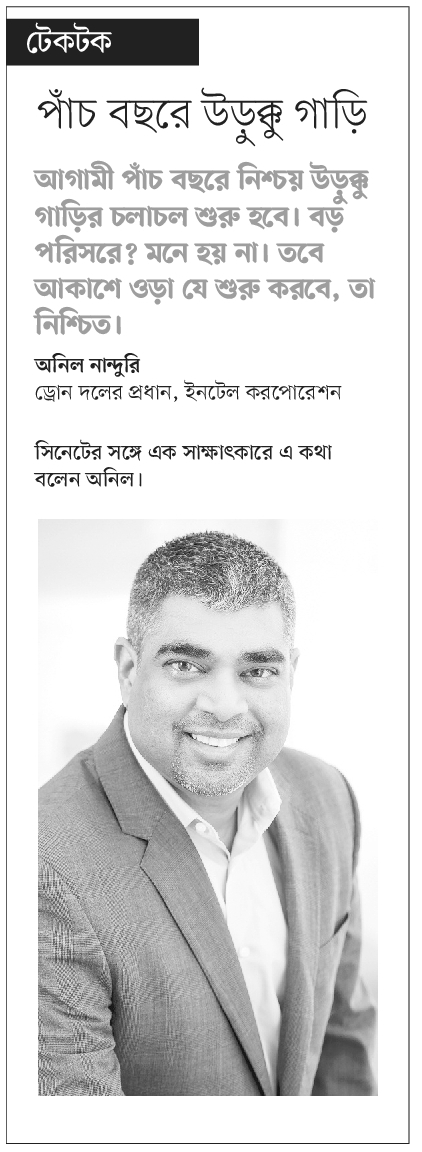 টেকটক
পাঁচ বছরে উড়ুক্কু গাড়ি
আগামী পাঁচ বছরে নিশ্চয় উড়ুক্কু
গাড়ির চলাচল শুরু হবে। বড়
পরিসরে? মনে হয় না। তবে
আকাশে ওড়া যে শুরু করবে, তা
নিশ্চিত।
অনিল নান্দুরি
ড্রোন দলের প্রধান, ইনটেল করপোরেশন
সিনেটের সঙ্গে এক সাক্ষাৎকারে এ কথা
বলেন অনিল।